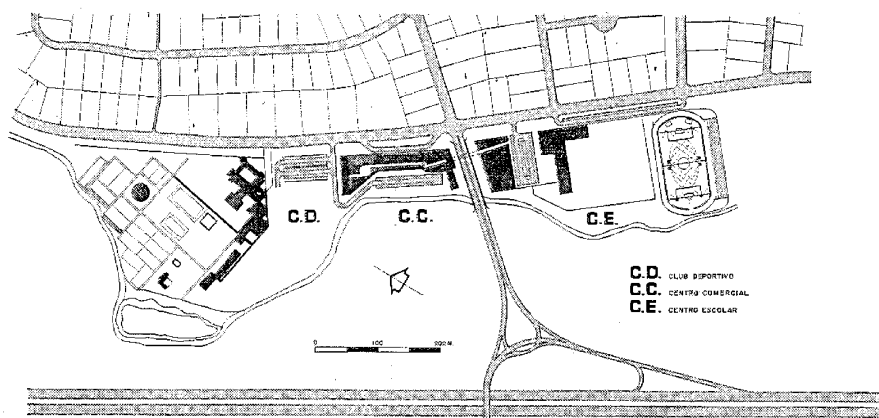 C.D.
C.C.
C.E.
C.D. CLUB DEPORTIVO
C.C. CENTRO COMERCIAL
C.E. CENTRO ESCOLAR
0 100 200 M.